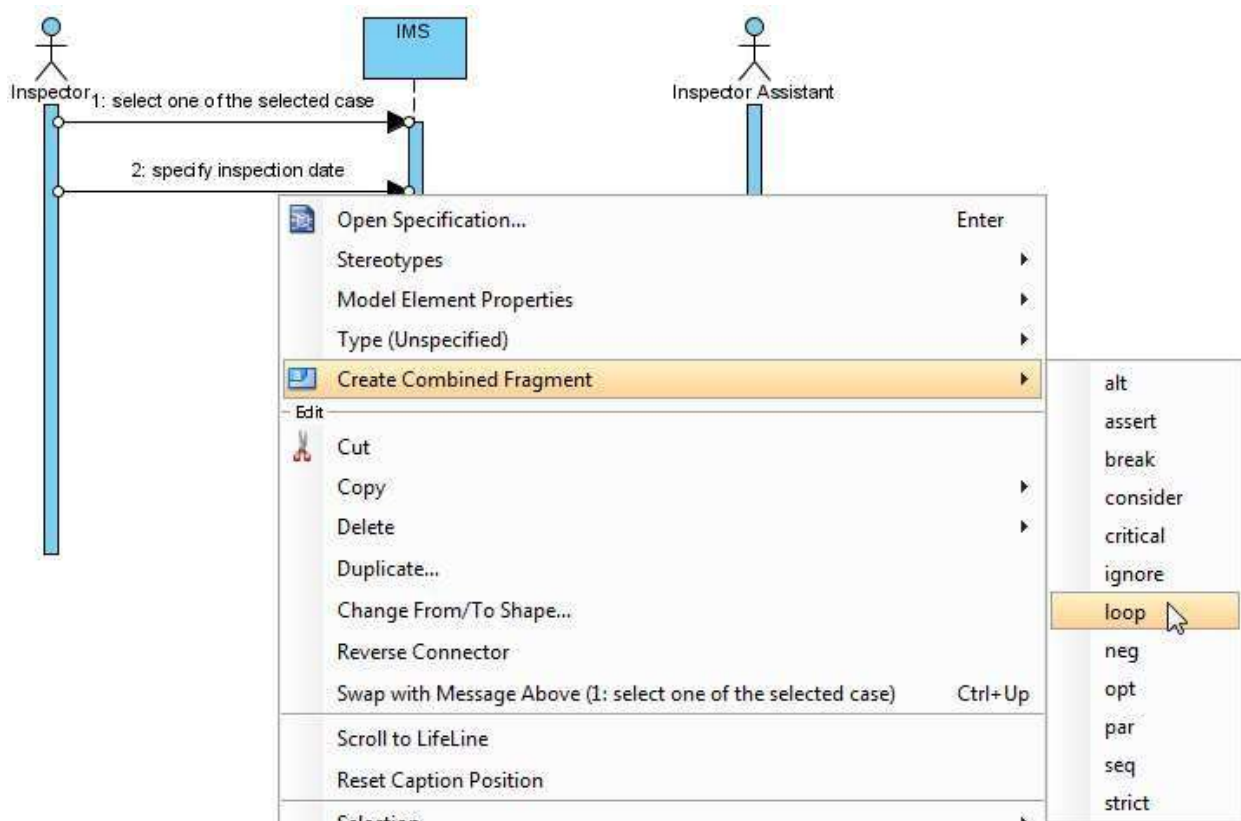 IMS
Inspector
Inspector Assistant
1: select one of the selected case
2: specify inspection date
Open Specification... Enter
Stereotypes
Model Element Properties
Type (Unspecified)
Create Combined Fragment
Edit
Cut
Copy
Delete
Duplicate...
Change From/To Shape...
Reverse Connector
Swap with Message Above (1: select one of the selected case) Ctrl+Up
Scroll to LifeLine
Reset Caption Position
Selection
alt
assert
break
consider
critical
ignore
loop
neg
opt
par
seq
strict